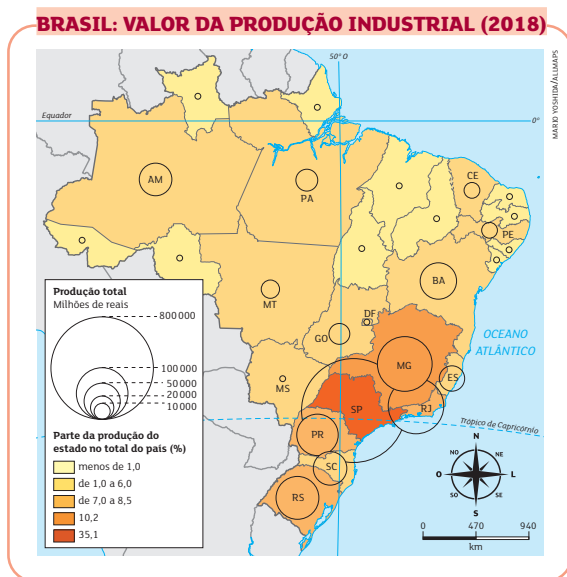 BRASIL: VALOR DA PRODUÇÃO INDUSTRIAL (2018)
50° O
Equador
0°
MARIO YOSHIDA/ALLMAPS
AM
PA
CE
PE
MT
BA
DF
GO
MG
ES
MS
SP
RJ
PR
SC
RS
OCEANO
ATLÂNTICO
Trópico de Capricórnio
Produção total
Milhões de reais
800 000
100 000
50 000
20 000
10 000
Parte da produção do
estado no total do país (%)
menos de 1,0
de 1,0 a 6,0
de 7,0 a 8,5
10,2
35,1
N
NO NE
O L
SO SE
S
0 470 940
km